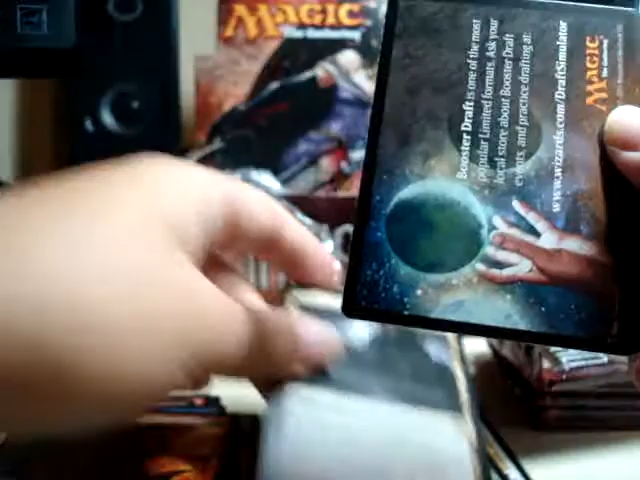 MAGIC
The Gathering
Booster Draft is one of the most
popular Limited formats. Ask your
local store about Booster Draft
events, and practice drafting at:
www.wizards.com/DraftSimulator
MAGIC
The Gathering